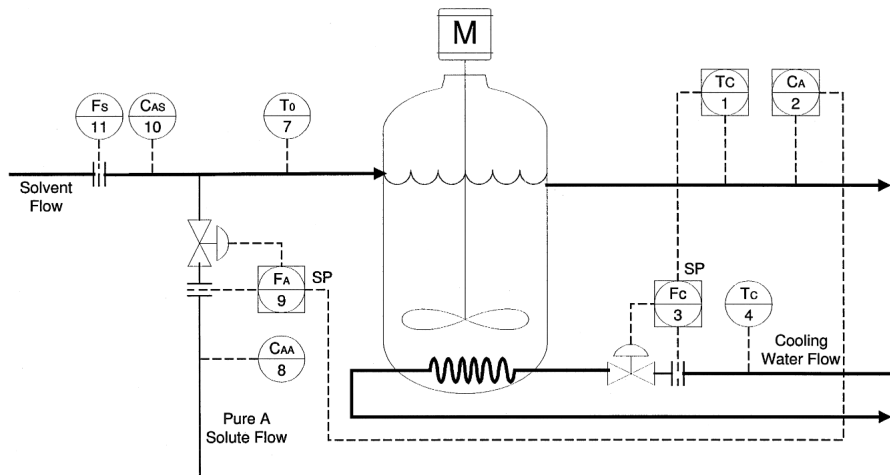 M
FS
11
CAS
10
T0
7
TC
1
CA
2
Solvent
Flow
FA
9
SP
SP
FC
3
TC
4
CAA
8
Cooling
Water Flow
Pure A
Solute Flow